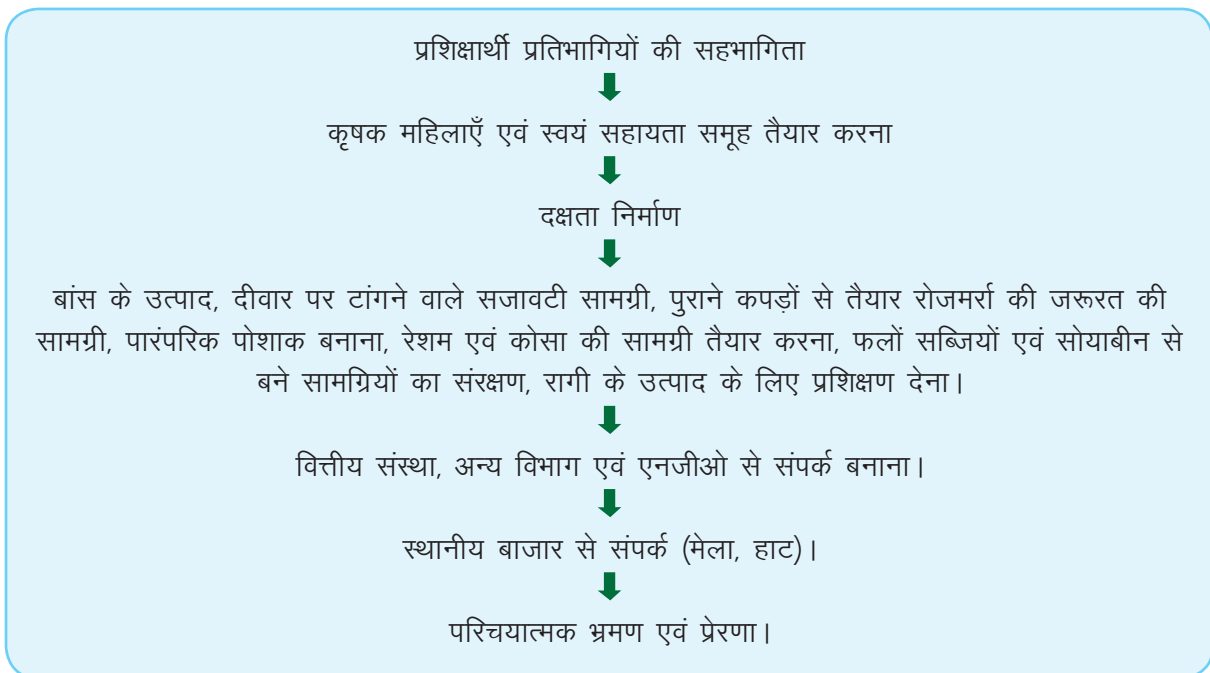 प्रशिक्षार्थी प्रतिभागियों की सहभागिता
कृषक महिलाएँ एवं स्वयं सहायता समूह तैयार करना
दक्षता निर्माण
बांस के उत्पाद, दीवार पर टांगने वाले सजावटी सामग्री, पुराने कपड़ों से तैयार रोजमर्रा की जरूरत की
सामग्री, पारंपरिक पोशाक बनाना, रेशम एवं कोसा की सामग्री तैयार करना, फलों सब्जियों एवं सोयाबीन से
बने सामग्रियों का संरक्षण, रागी के उत्पाद के लिए प्रशिक्षण देना।
वित्तीय संस्था, अन्य विभाग एवं एनजीओ से संपर्क बनाना।
स्थानीय बाजार से संपर्क (मेला, हाट)।
परिचयात्मक भ्रमण एवं प्रेरणा।